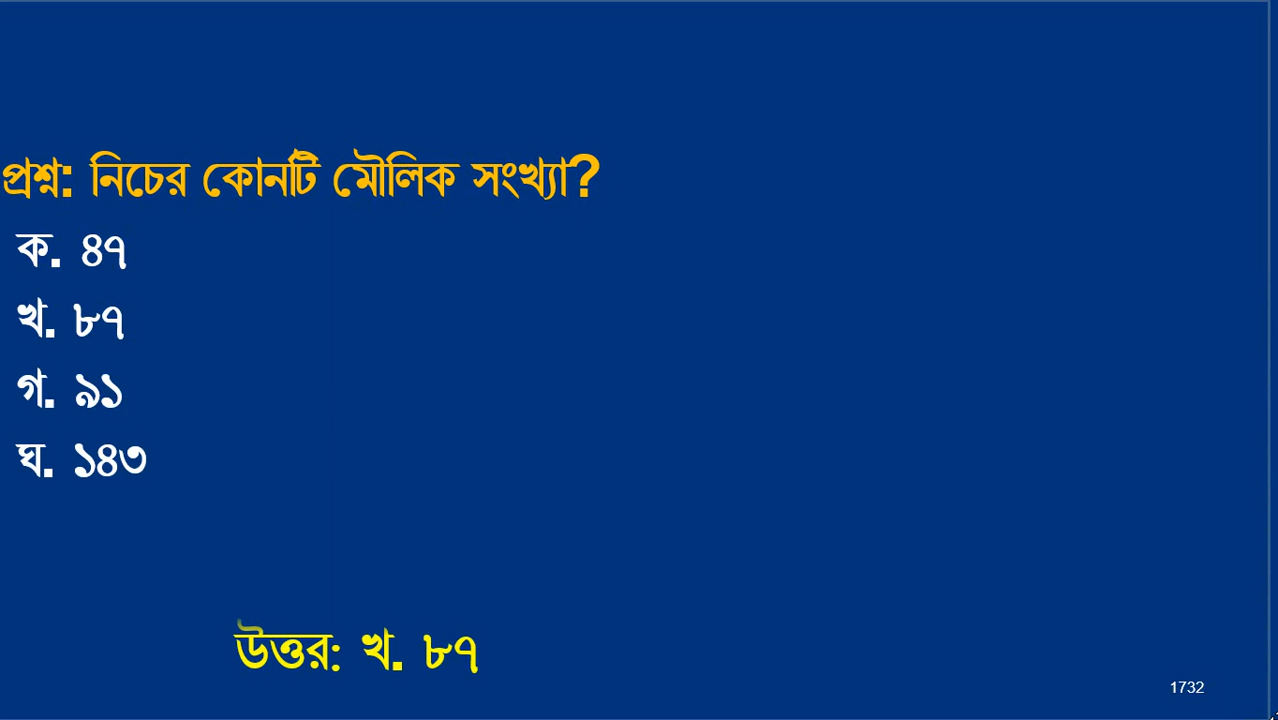 প্রশ্ন: নিচের কোনটি মৌলিক সংখ্যা?
ক. ৪৭
খ. ৮৭
গ. ৯১
ঘ. ১৪৩
উত্তর: খ. ৮৭
1732